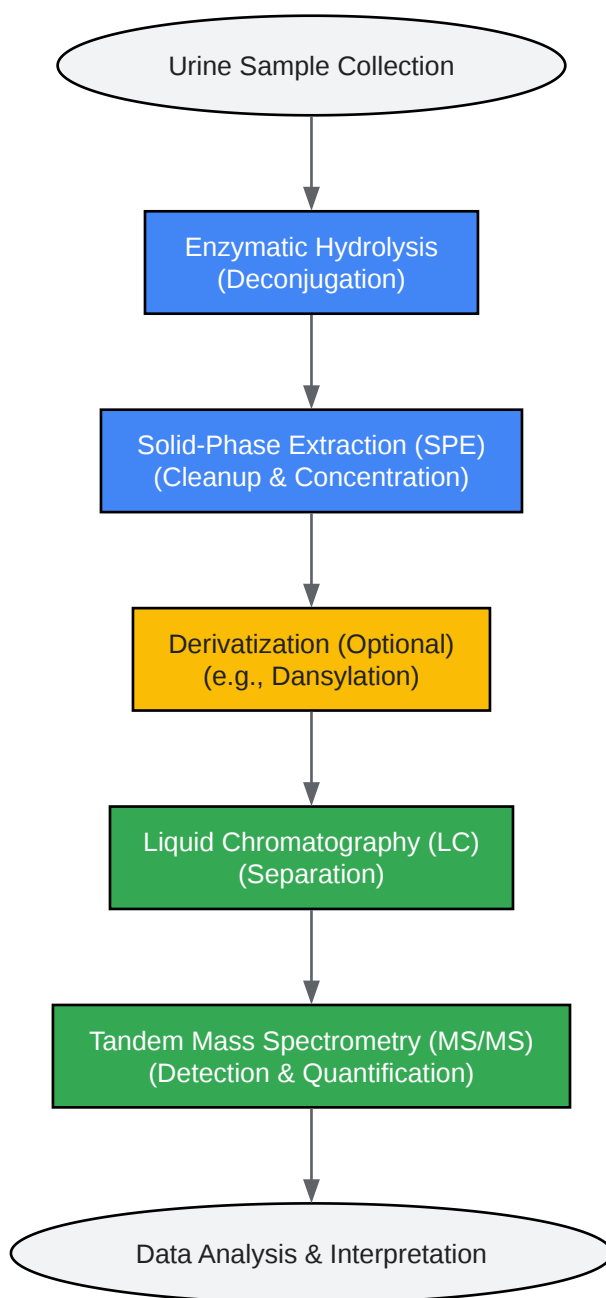 Urine Sample Collection
Enzymatic Hydrolysis
(Deconjugation)
Solid-Phase Extraction (SPE)
(Cleanup & Concentration)
Derivatization (Optional)
(e.g., Dansylation)
Liquid Chromatography (LC)
(Separation)
Tandem Mass Spectrometry (MS/MS)
(Detection & Quantification)
Data Analysis & Interpretation